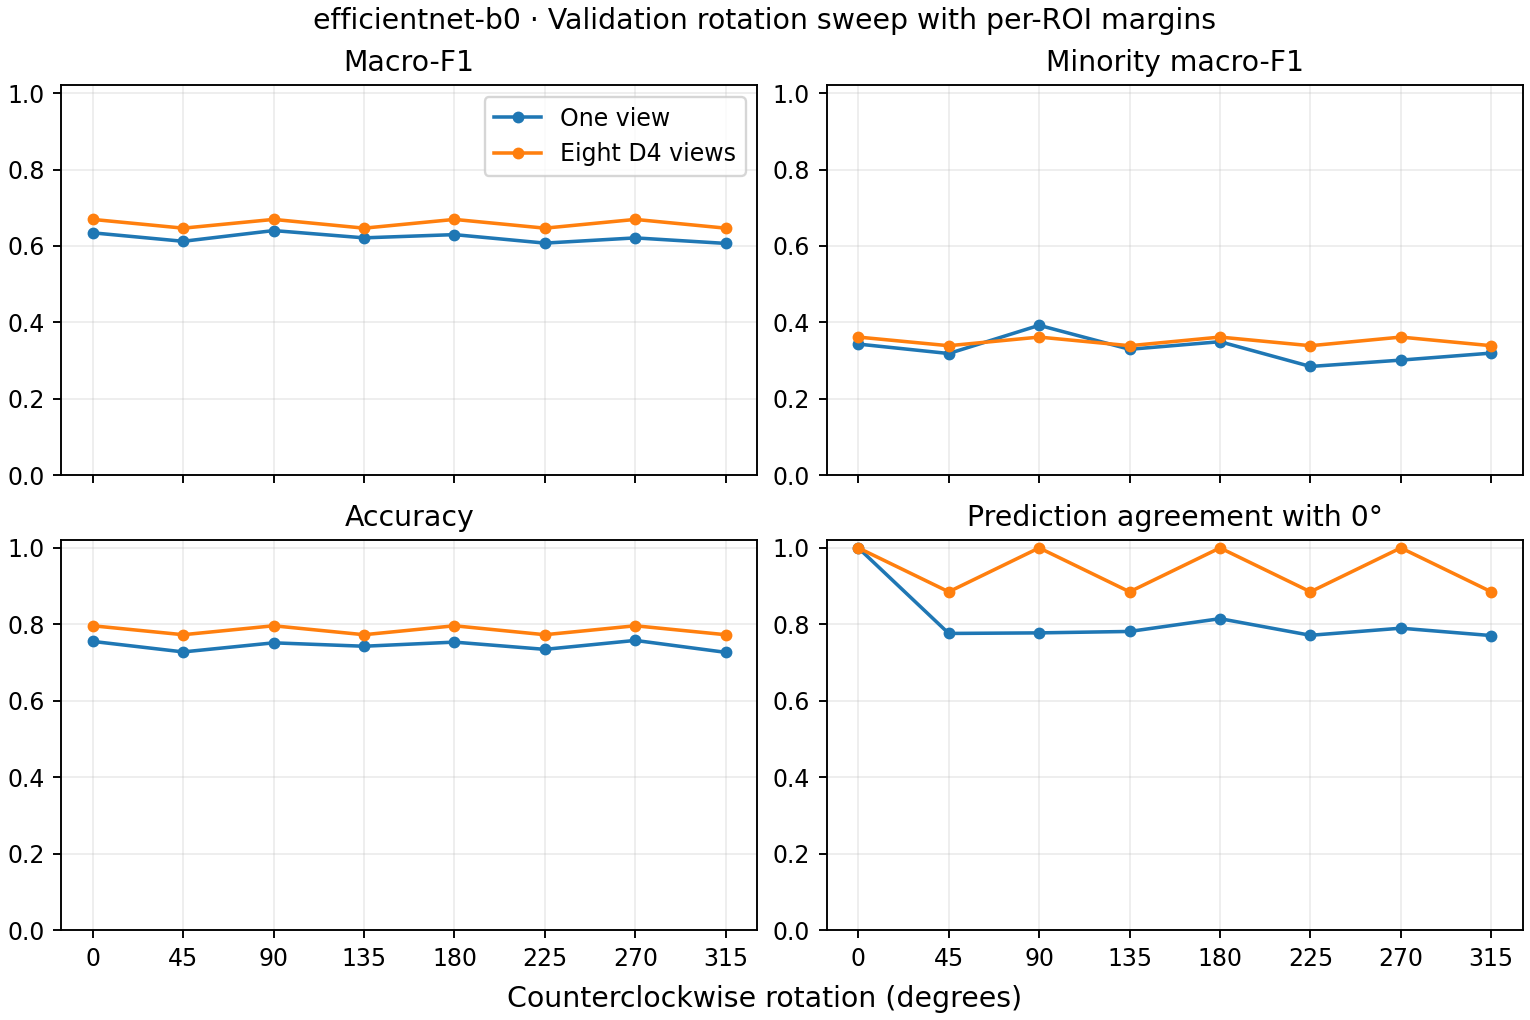 efficientnet-b0 · Validation rotation sweep with per-ROI margins
Macro-F1
1.0
0.8
0.6
0.4
0.2
0.0
One view
Eight D4 views
Minority macro-F1
1.0
0.8
0.6
0.4
0.2
0.0
Accuracy
1.0
0.8
0.6
0.4
0.2
0.0
0 45 90 135 180 225 270 315
Prediction agreement with 0°
1.0
0.8
0.6
0.4
0.2
0.0
0 45 90 135 180 225 270 315
Counterclockwise rotation (degrees)